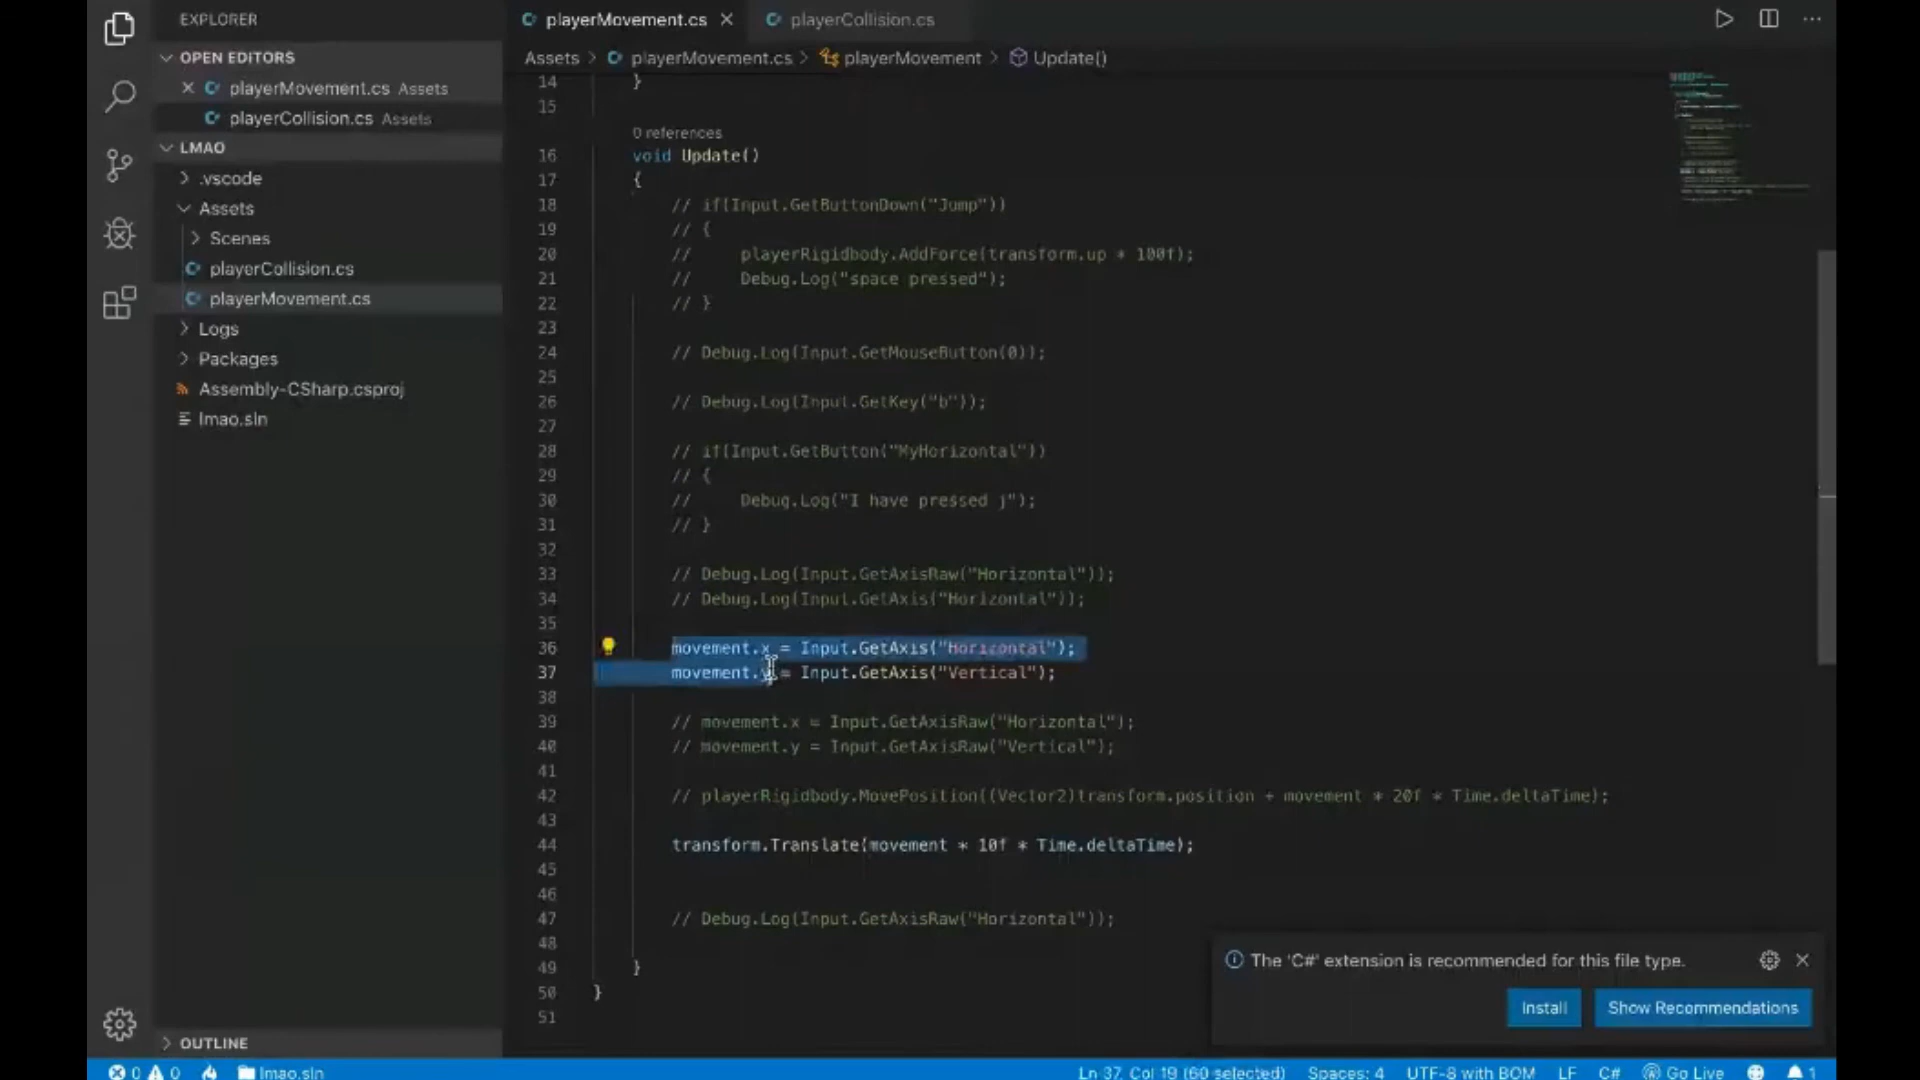 EXPLORER
OPEN EDITORS
playerMovement.cs Assets
playerCollision.cs Assets
LMAO
.vscode
Assets
Scenes
playerCollision.cs
playerMovement.cs
Logs
Packages
Assembly-CSharp.csproj
lmao.sln
OUTLINE
playerMovement.cs
playerCollision.cs
Assets > playerMovement.cs > playerMovement > Update()
14 }
15
0 references
16 void Update()
17 {
18 // if(Input.GetButtonDown("Jump"))
19 // {
20 // playerRigidbody.AddForce(transform.up * 100f);
21 // Debug.Log("space pressed");
22 // }
23
24 // Debug.Log(Input.GetMouseButton(0));
25
26 // Debug.Log(Input.GetKey("b"));
27
28 // if(Input.GetButton("MyHorizontal"))
29 // {
30 // Debug.Log("I have pressed j");
31 // }
32
33 // Debug.Log(Input.GetAxisRaw("Horizontal"));
34 // Debug.Log(Input.GetAxis("Horizontal"));
35
36 movement.x = Input.GetAxis("Horizontal");
37 movement.y = Input.GetAxis("Vertical");
38
39 // movement.x = Input.GetAxisRaw("Horizontal");
40 // movement.y = Input.GetAxisRaw("Vertical");
41
42 // playerRigidbody.MovePosition((Vector2)transform.position + movement * 20f * Time.deltaTime);
43
44 transform.Translate(movement * 10f * Time.deltaTime);
45
46
47 // Debug.Log(Input.GetAxisRaw("Horizontal"));
48
49 }
50 }
51
The 'C#' extension is recommended for this file type.
Install
Show Recommendations
0 0 lmao.sln Ln 37, Col 19 (60 selected) Spaces: 4 UTF-8 with BOM LF C# Go Live 1